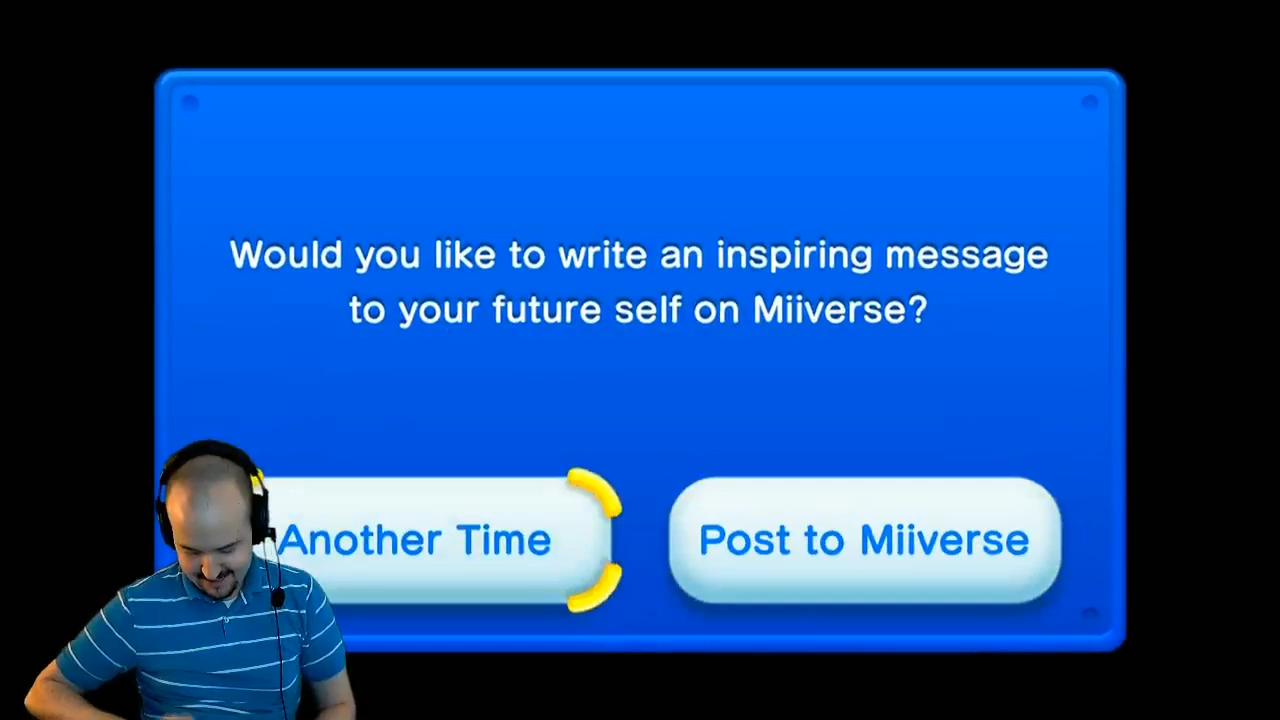 Would you like to write an inspiring message
to your future self on Miiverse?
Another Time
Post to Miiverse